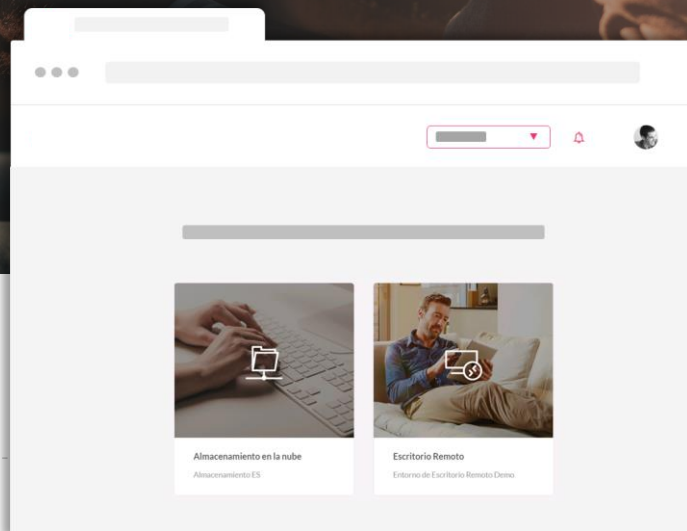 Almacenamiento en la nube
Almacenamiento ES
Escritorio Remoto
Entorno de Escritorio Remoto Demo